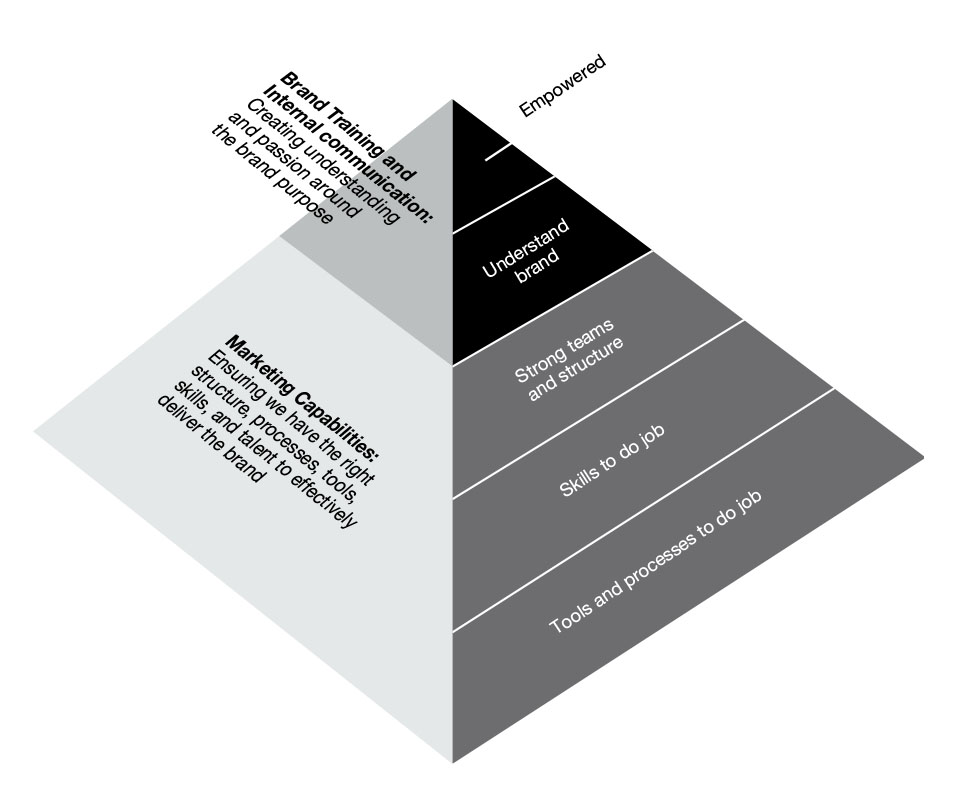 Brand Training and
Internal communication:
Creating understanding
and passion around
the brand purpose
Empowered
Understand
brand
Strong teams
and structure
Marketing Capabilities:
Ensuring we have the right
structure, processes, tools,
skills, and talent to effectively
deliver the brand
Skills to do job
Tools and processes to do job